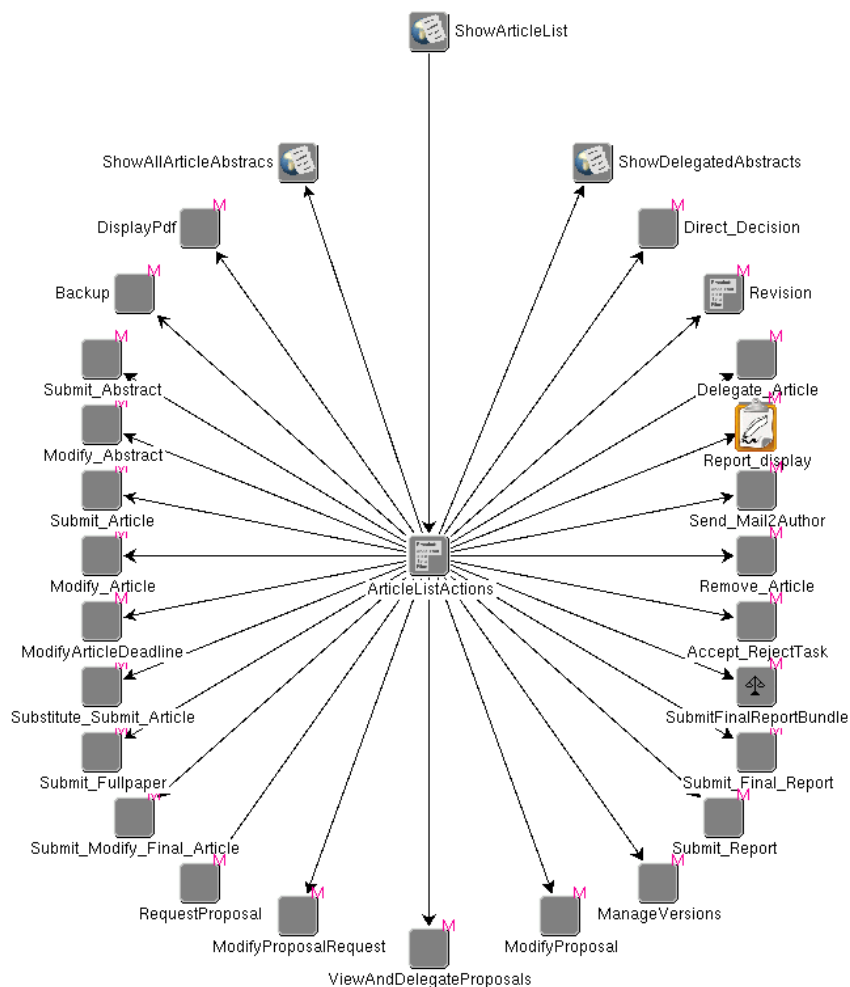 ShowArticleList
ShowAllArticleAbstracs
ShowDelegatedAbstracts
M
M
DisplayPdf
Direct_Decision
M
M
Backup
Revision
M
M
Submit_Abstract
Delegate_Article
M
M
Modify_Abstract
Report_display
M
M
Submit_Article
Send_Mail2Author
M
M
ArticleListActions
Modify_Article
Remove_Article
M
M
ModifyArticleDeadline
Accept_RejectTask
M
M
Substitute_Submit_Article
SubmitFinalReportBundle
M
M
Submit_Fullpaper
Submit_Final_Report
M
M
Submit_Modify_Final_Article
Submit_Report
M
M
RequestProposal
ManageVersions
M
M
ModifyProposalRequest
ModifyProposal
M
ViewAndDelegateProposals